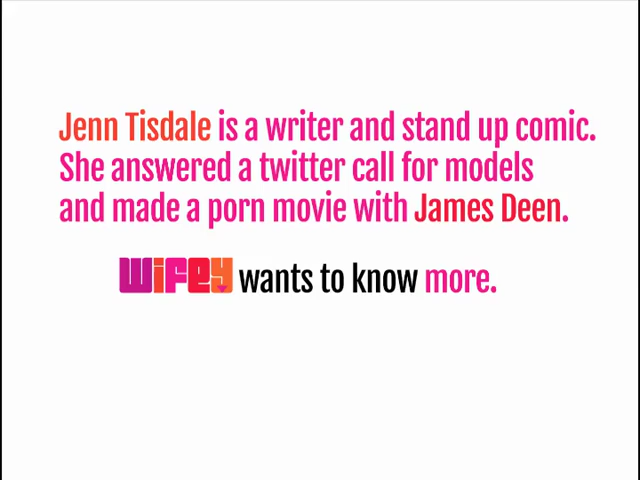 Jenn Tisdale is a writer and stand up comic.
She answered a twitter call for models
and made a porn movie with James Deen.
wifey wants to know more.